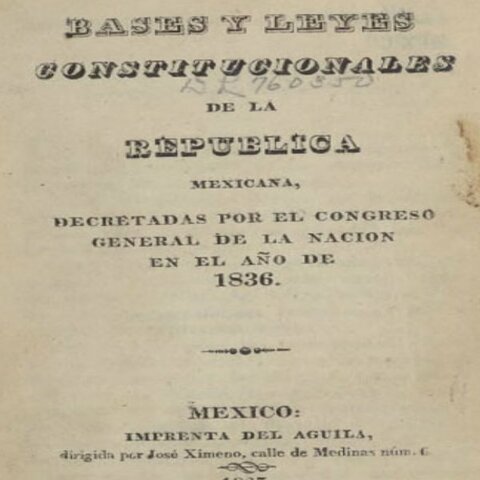 BASES Y LEYES
CONSTITUCIONALES
DE LA
REPUBLICA
MEXICANA,
DECRETADAS POR EL CONGRESO
GENERAL DE LA NACION
EN EL AÑO DE
1836.
MEXICO:
IMPRENTA DEL AGUILA,
dirigida por José Ximeno, calle de Medinas núm. 6.